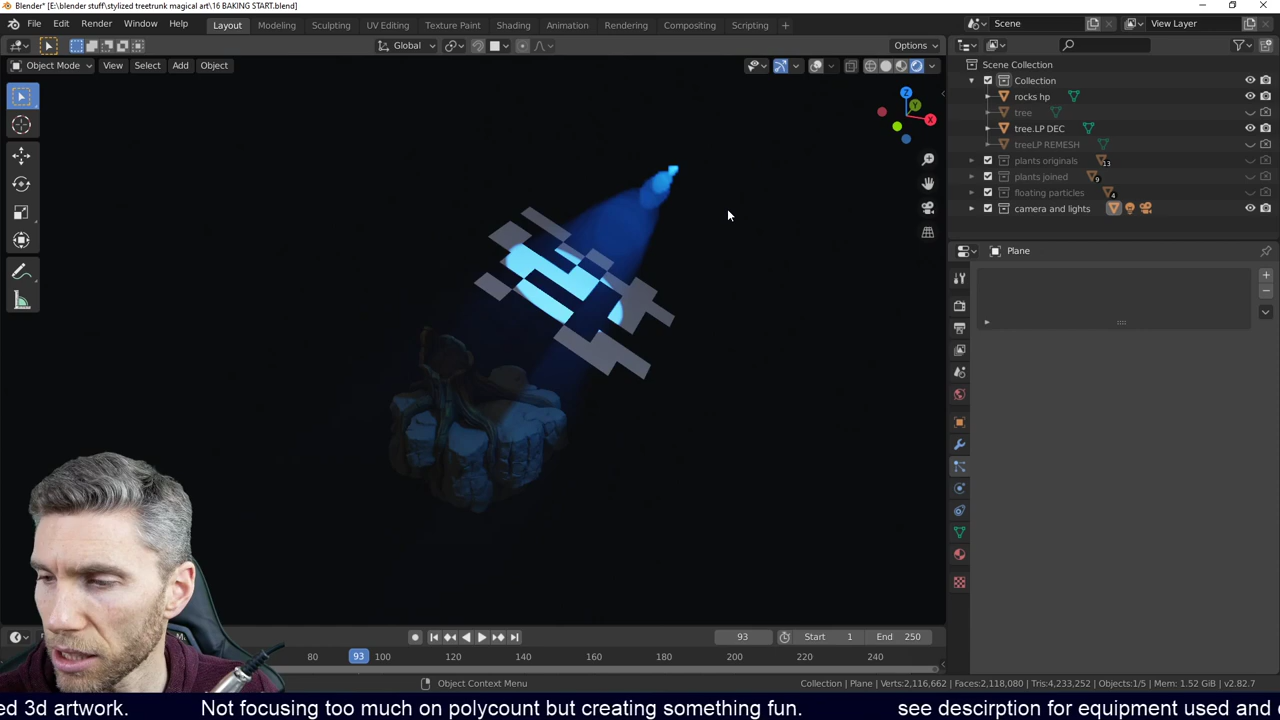 Blender* [E:\blender stuff\stylized treetrunk magical art\16 BAKING START.blend]
File Edit Render Window Help Layout Modeling Sculpting UV Editing Texture Paint Shading Animation Rendering Compositing Scripting + Scene View Layer
Global Options
Object Mode View Select Add Object
Scene Collection
Collection
rocks hp
tree
tree.LP DEC
treeLP REMESH
plants originals 13
plants joined 9
floating particles 4
camera and lights
Z
Y
X
Plane
93 Start 1 End 250
80 93 100 120 140 160 180 200 220 240
Object Context Menu Collection | Plane | Verts:2,116,662 | Faces:2,118,080 | Tris:4,233,252 | Objects:1/5 | Mem: 1.52 GiB | v2.82.7
ed 3d artwork. Not focusing too much on polycount but creating something fun. see descirption for equipment used and